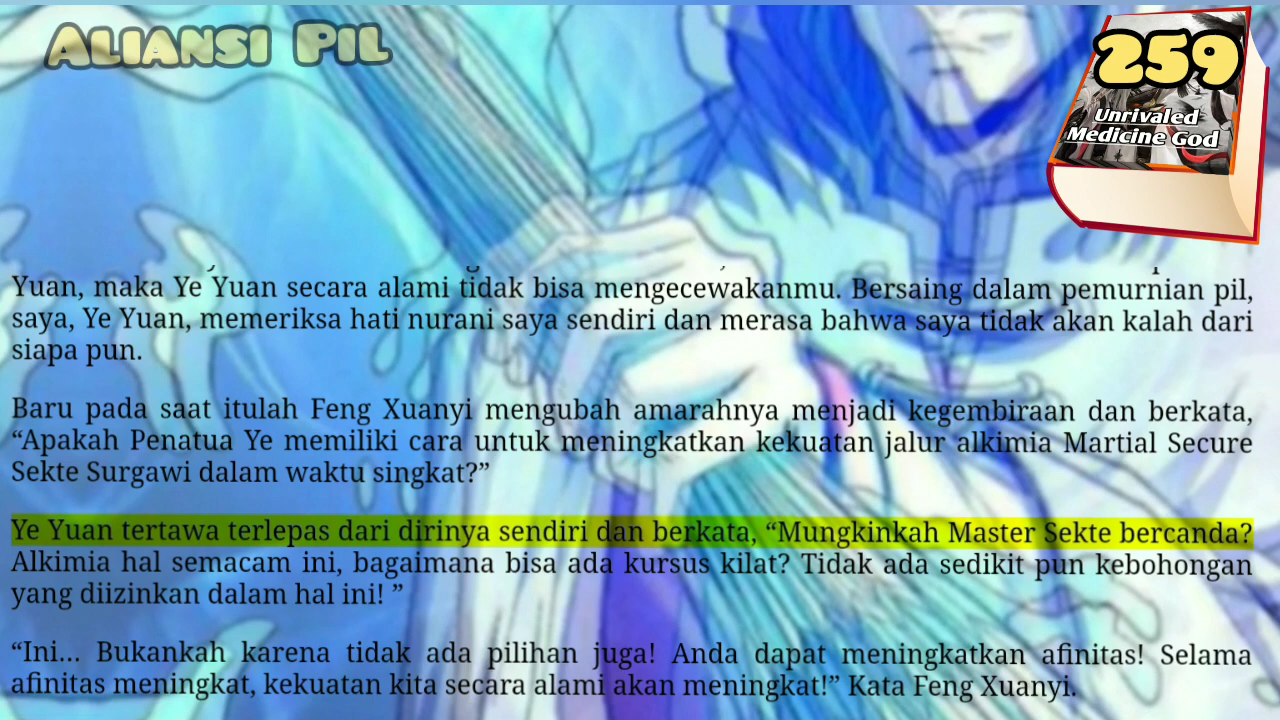 Aliansi Pil
259
Unrivaled
Medicine God
Yuan, maka Ye Yuan secara alami tidak bisa mengecewakanmu. Bersaing dalam pemurnian pil,
saya, Ye Yuan, memeriksa hati nurani saya sendiri dan merasa bahwa saya tidak akan kalah dari
siapa pun.
Baru pada saat itulah Feng Xuanyi mengubah amarahnya menjadi kegembiraan dan berkata,
“Apakah Penatua Ye memiliki cara untuk meningkatkan kekuatan jalur alkimia Martial Secure
Sekte Surgawi dalam waktu singkat?”
Ye Yuan tertawa terlepas dari dirinya sendiri dan berkata, “Mungkinkah Master Sekte bercanda?
Alkimia hal semacam ini, bagaimana bisa ada kursus kilat? Tidak ada sedikit pun kebohongan
yang diizinkan dalam hal ini! ”
“Ini... Bukankah karena tidak ada pilihan juga! Anda dapat meningkatkan afinitas! Selama
afinitas meningkat, kekuatan kita secara alami akan meningkat!” Kata Feng Xuanyi.